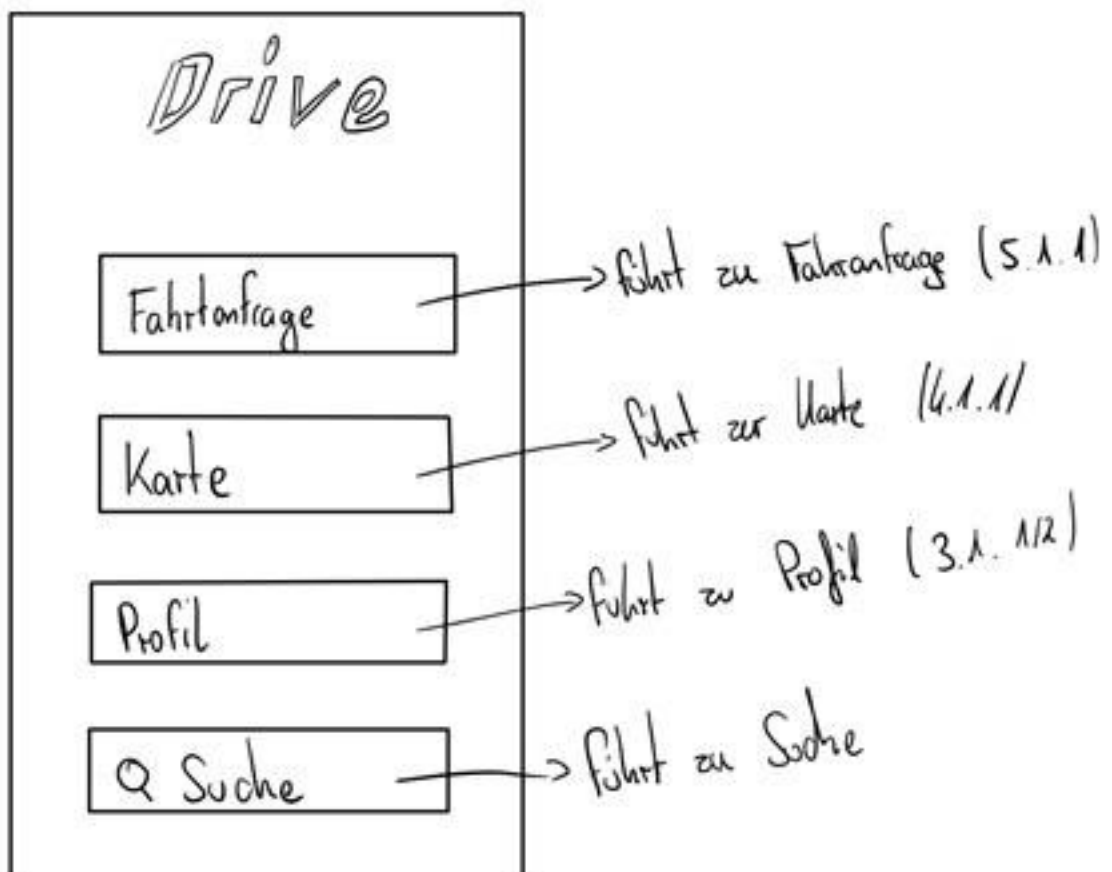 Drive
Fahrtanfrage
führt zu Fahranfrage (5.1.1)
Karte
führt zur Karte (4.1.1)
Profil
führt zu Profil (3.1.1/2)
Suche
führt zu Suche